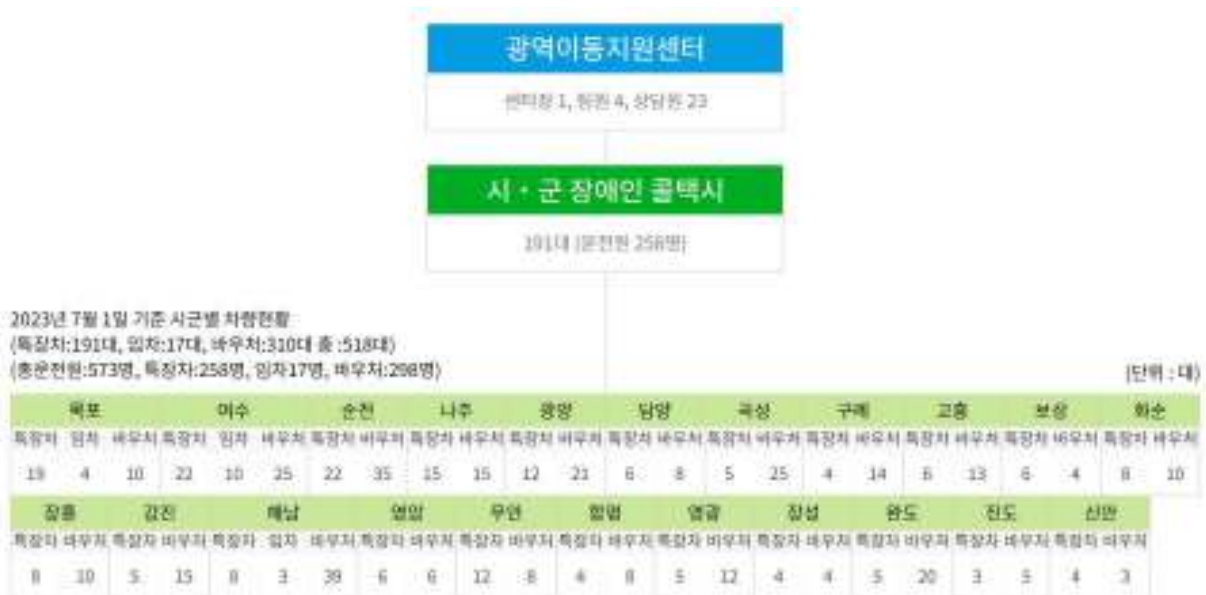 광역이동지원센터
센터장 1, 팀원 4, 상담원 23
시・군 장애인 콜택시
191대 (운전원 258명)
2023년 7월 1일 기준 시군별 차량현황
(특장차:191대, 임차:17대, 바우처:310대 총 :518대)
(총운전원:573명, 특장차:258명, 임차17명, 바우처:298명)
(단위 : 대)
목포 여수 순천 나주 광양 담양 곡성 구례 고흥 보성 화순
특장차 임차 바우처 특장차 임차 바우처 특장차 바우처 특장차 바우처 특장차 바우처 특장차 바우처 특장차 바우처 특장차 바우처 특장차 바우처 특장차 바우처 특장차 바우처
19 4 10 22 10 25 22 35 15 15 12 21 6 8 5 25 4 14 6 13 6 4 8 10
장흥 강진 해남 영암 무안 함평 영광 장성 완도 진도 신안
특장차 바우처 특장차 바우처 특장차 임차 바우처 특장차 바우처 특장차 바우처 특장차 바우처 특장차 바우처 특장차 바우처 특장차 바우처 특장차 바우처 특장차 바우처
8 10 5 15 8 3 39 6 6 12 8 4 8 5 12 4 4 5 20 3 5 4 3